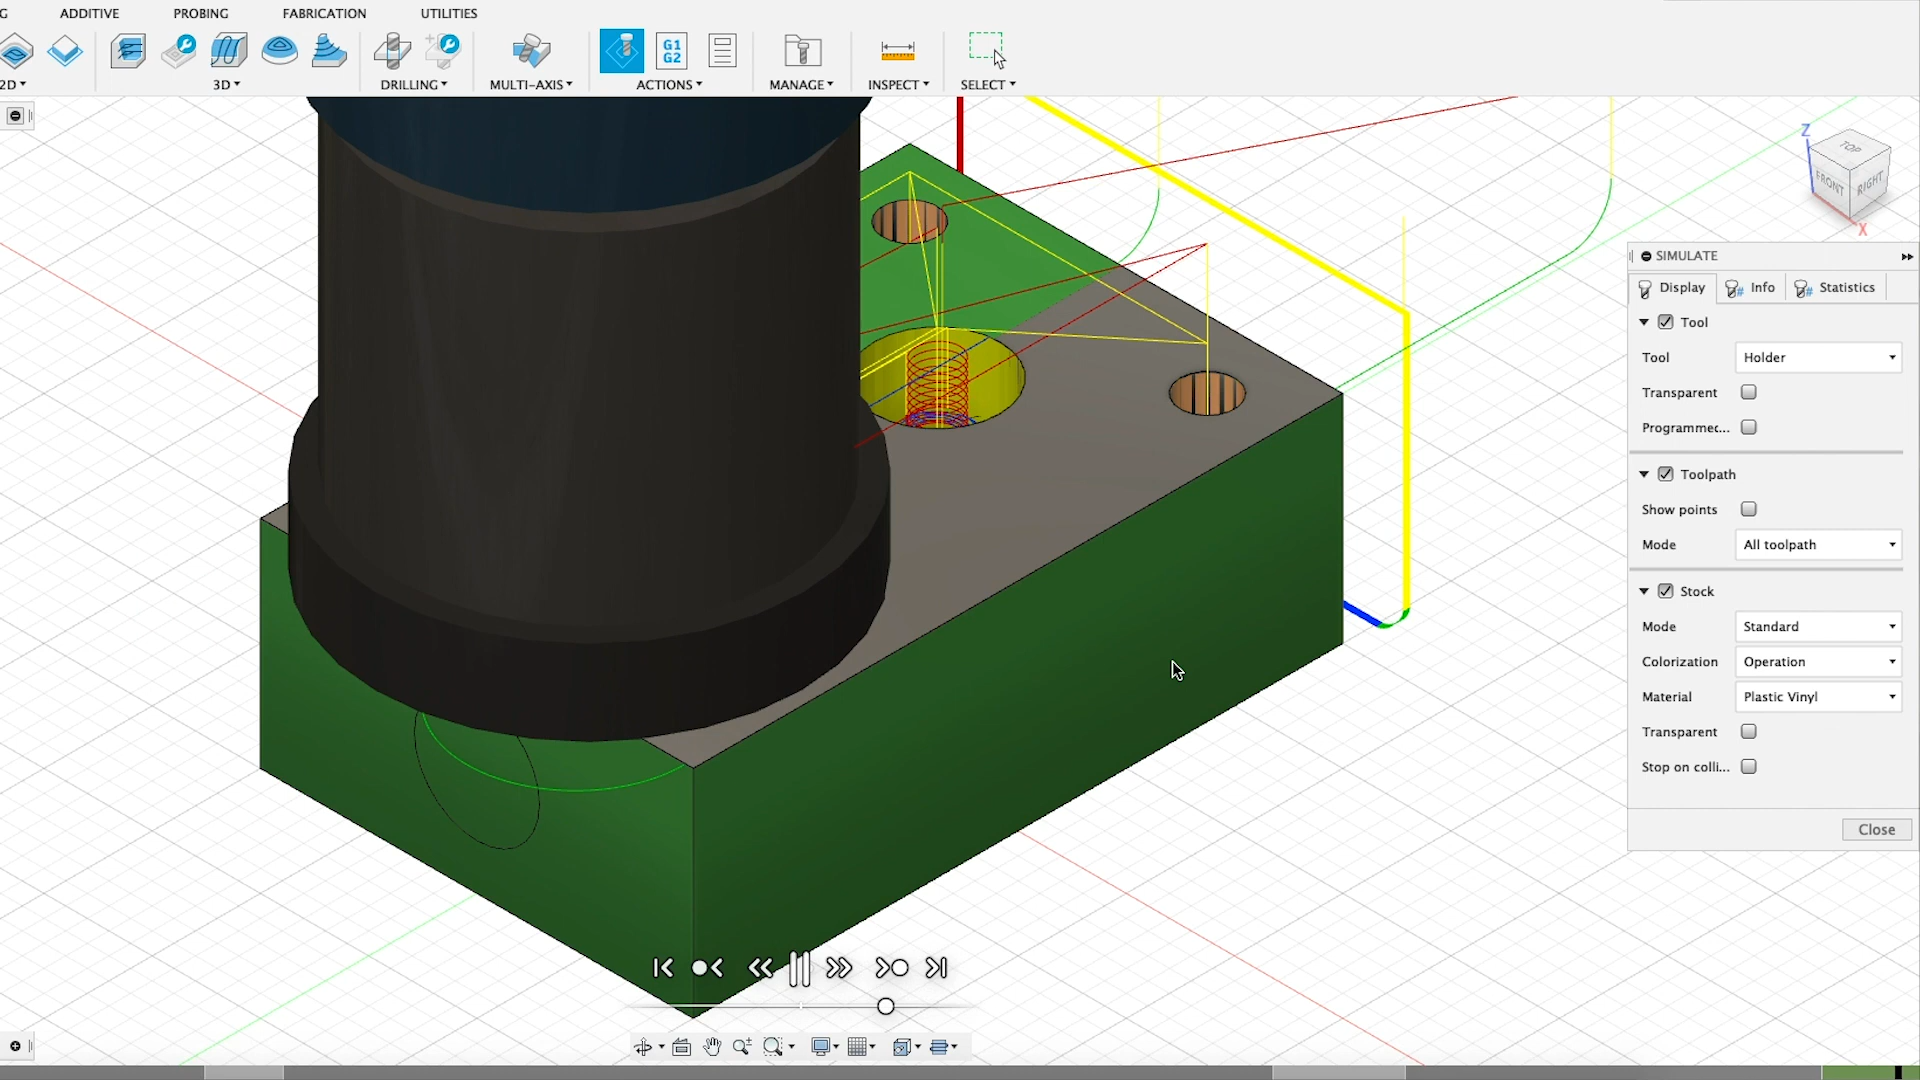 G ADDITIVE PROBING FABRICATION UTILITIES
G1
G2
2D 3D DRILLING MULTI-AXIS ACTIONS MANAGE INSPECT SELECT
Z
TOP
FRONT RIGHT
X
SIMULATE
Display Info Statistics
Tool
Tool Holder
Transparent
Programmec...
Toolpath
Show points
Mode All toolpath
Stock
Mode Standard
Colorization Operation
Material Plastic Vinyl
Transparent
Stop on colli...
Close